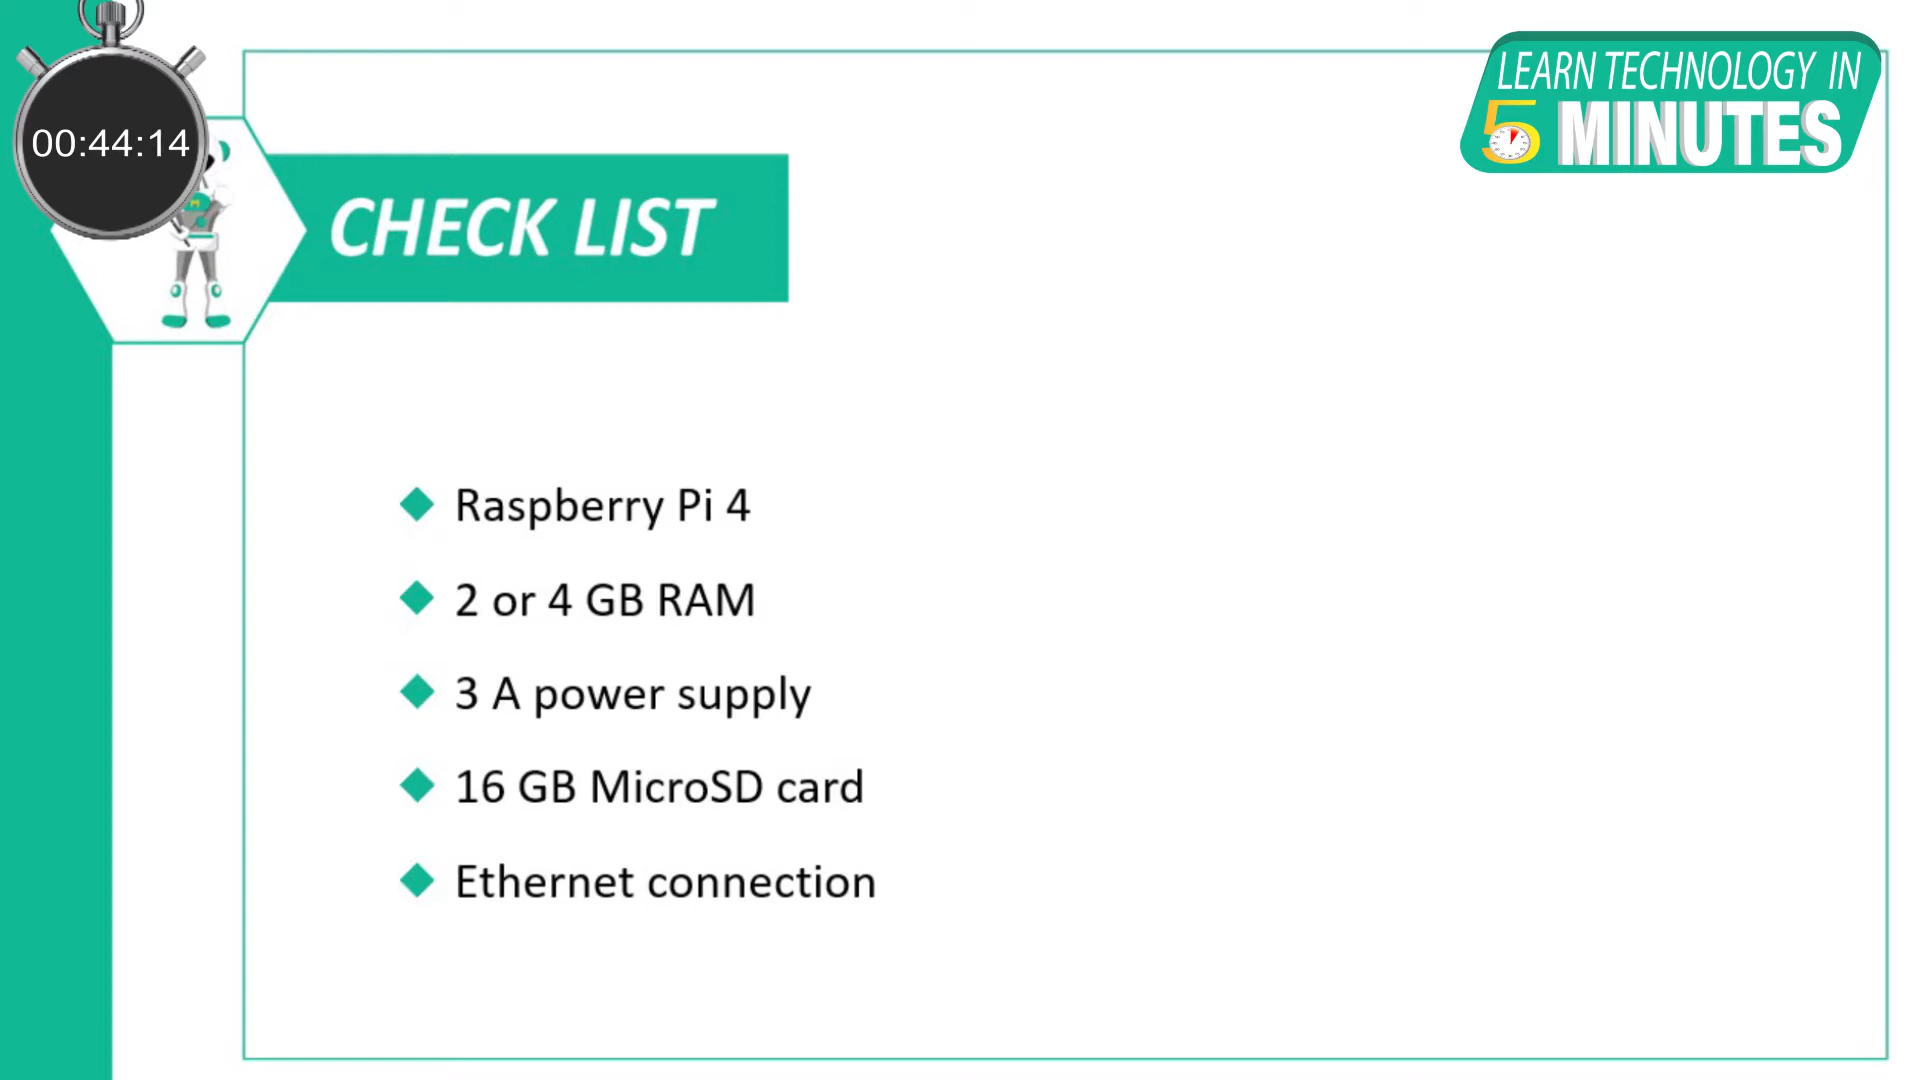 00:44:14
LEARN TECHNOLOGY IN
5 MINUTES
CHECK LIST
Raspberry Pi 4
2 or 4 GB RAM
3 A power supply
16 GB MicroSD card
Ethernet connection